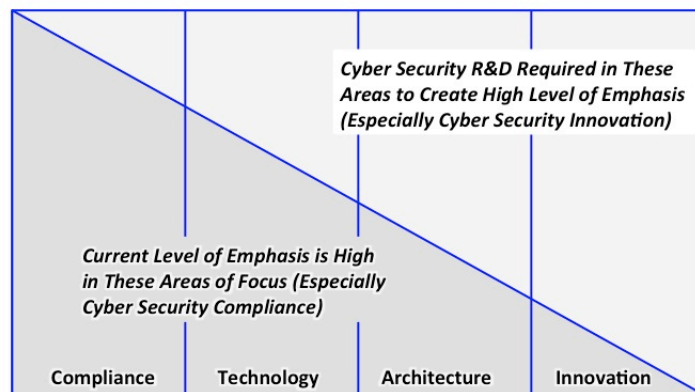 Cyber Security R&D Required in These
Areas to Create High Level of Emphasis
(Especially Cyber Security Innovation)
Current Level of Emphasis is High
in These Areas of Focus (Especially
Cyber Security Compliance)
Compliance Technology Architecture Innovation